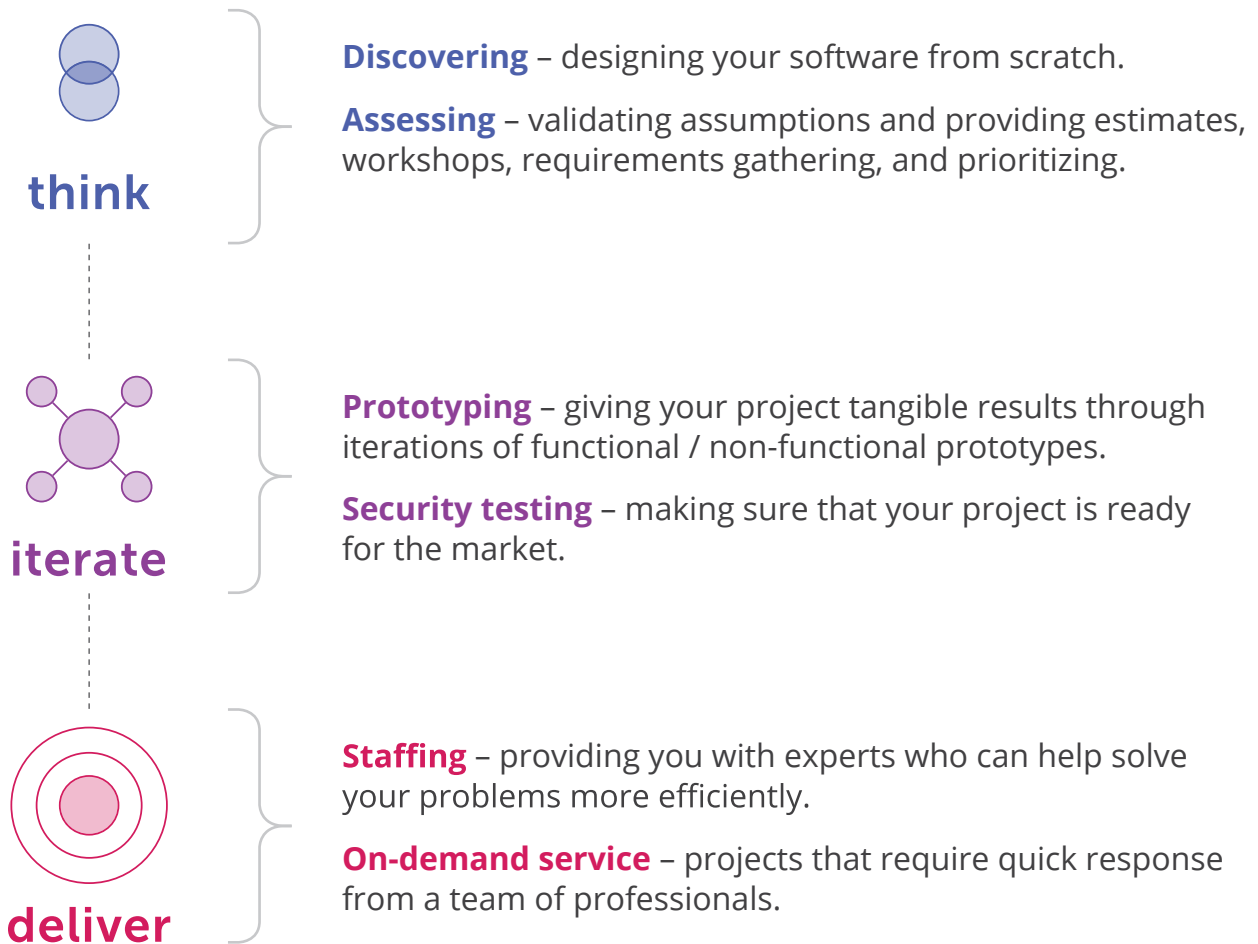 think
Discovering – designing your software from scratch.
Assessing – validating assumptions and providing estimates,
workshops, requirements gathering, and prioritizing.
iterate
Prototyping – giving your project tangible results through
iterations of functional / non-functional prototypes.
Security testing – making sure that your project is ready
for the market.
deliver
Staffing – providing you with experts who can help solve
your problems more efficiently.
On-demand service – projects that require quick response
from a team of professionals.